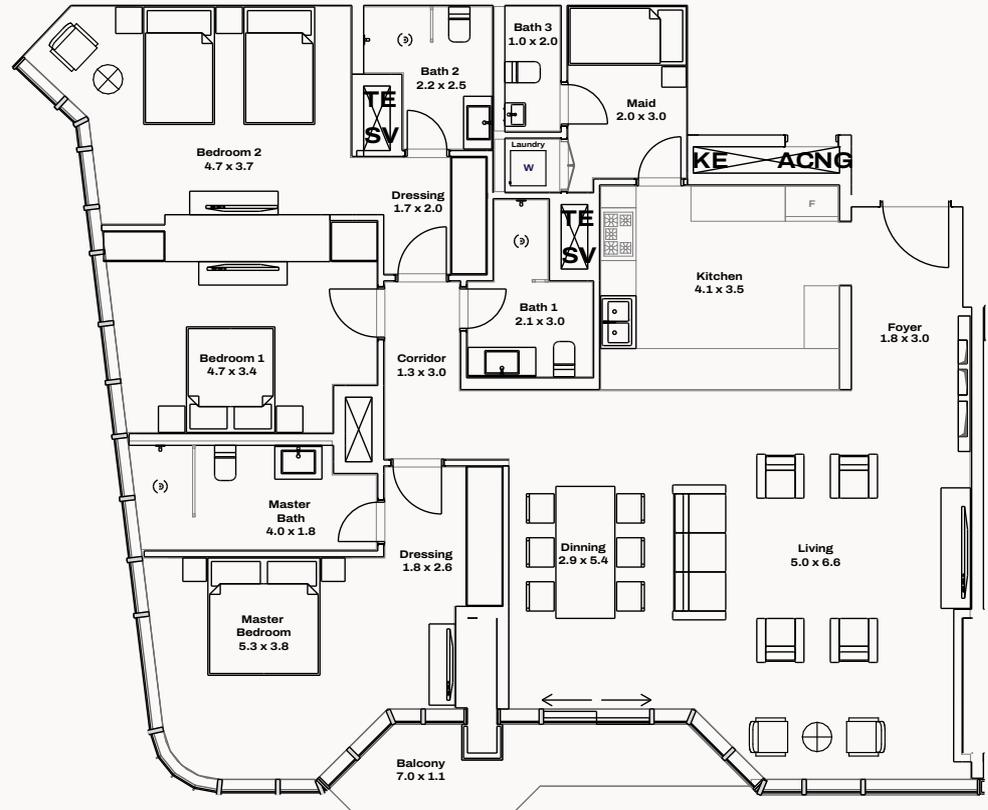 Bath 3
1.0 x 2.0
Bath 2
2.2 x 2.5
TE
SV
Maid
2.0 x 3.0
Laundry
W
KE ACNG
Bedroom 2
4.7 x 3.7
Dressing
1.7 x 2.0
F
TE
SV
Kitchen
4.1 x 3.5
Bath 1
2.1 x 3.0
Foyer
1.8 x 3.0
Bedroom 1
4.7 x 3.4
Corridor
1.3 x 3.0
Master
Bath
4.0 x 1.8
Dressing
1.8 x 2.6
Dinning
2.9 x 5.4
Living
5.0 x 6.6
Master
Bedroom
5.3 x 3.8
Balcony
7.0 x 1.1